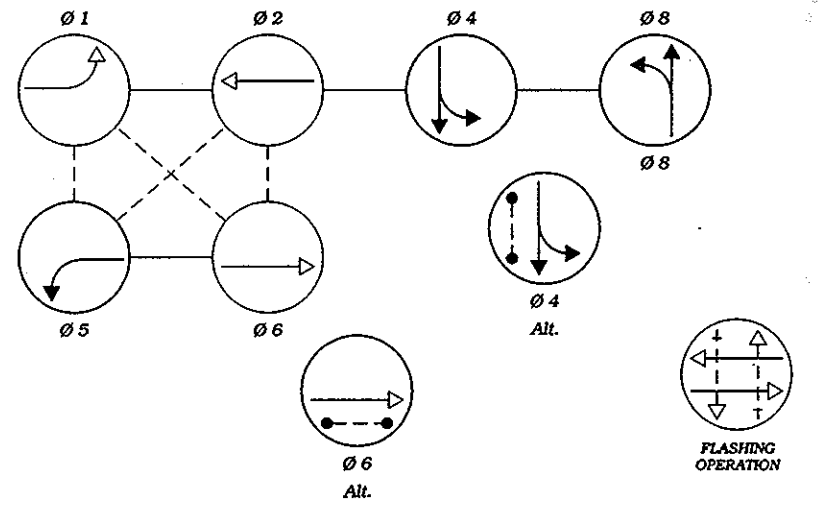 Ø 1
Ø 2
Ø 4
Ø 8
Ø 8
Ø 5
Ø 6
Ø 4
Alt.
Ø 6
Alt.
FLASHING
OPERATION